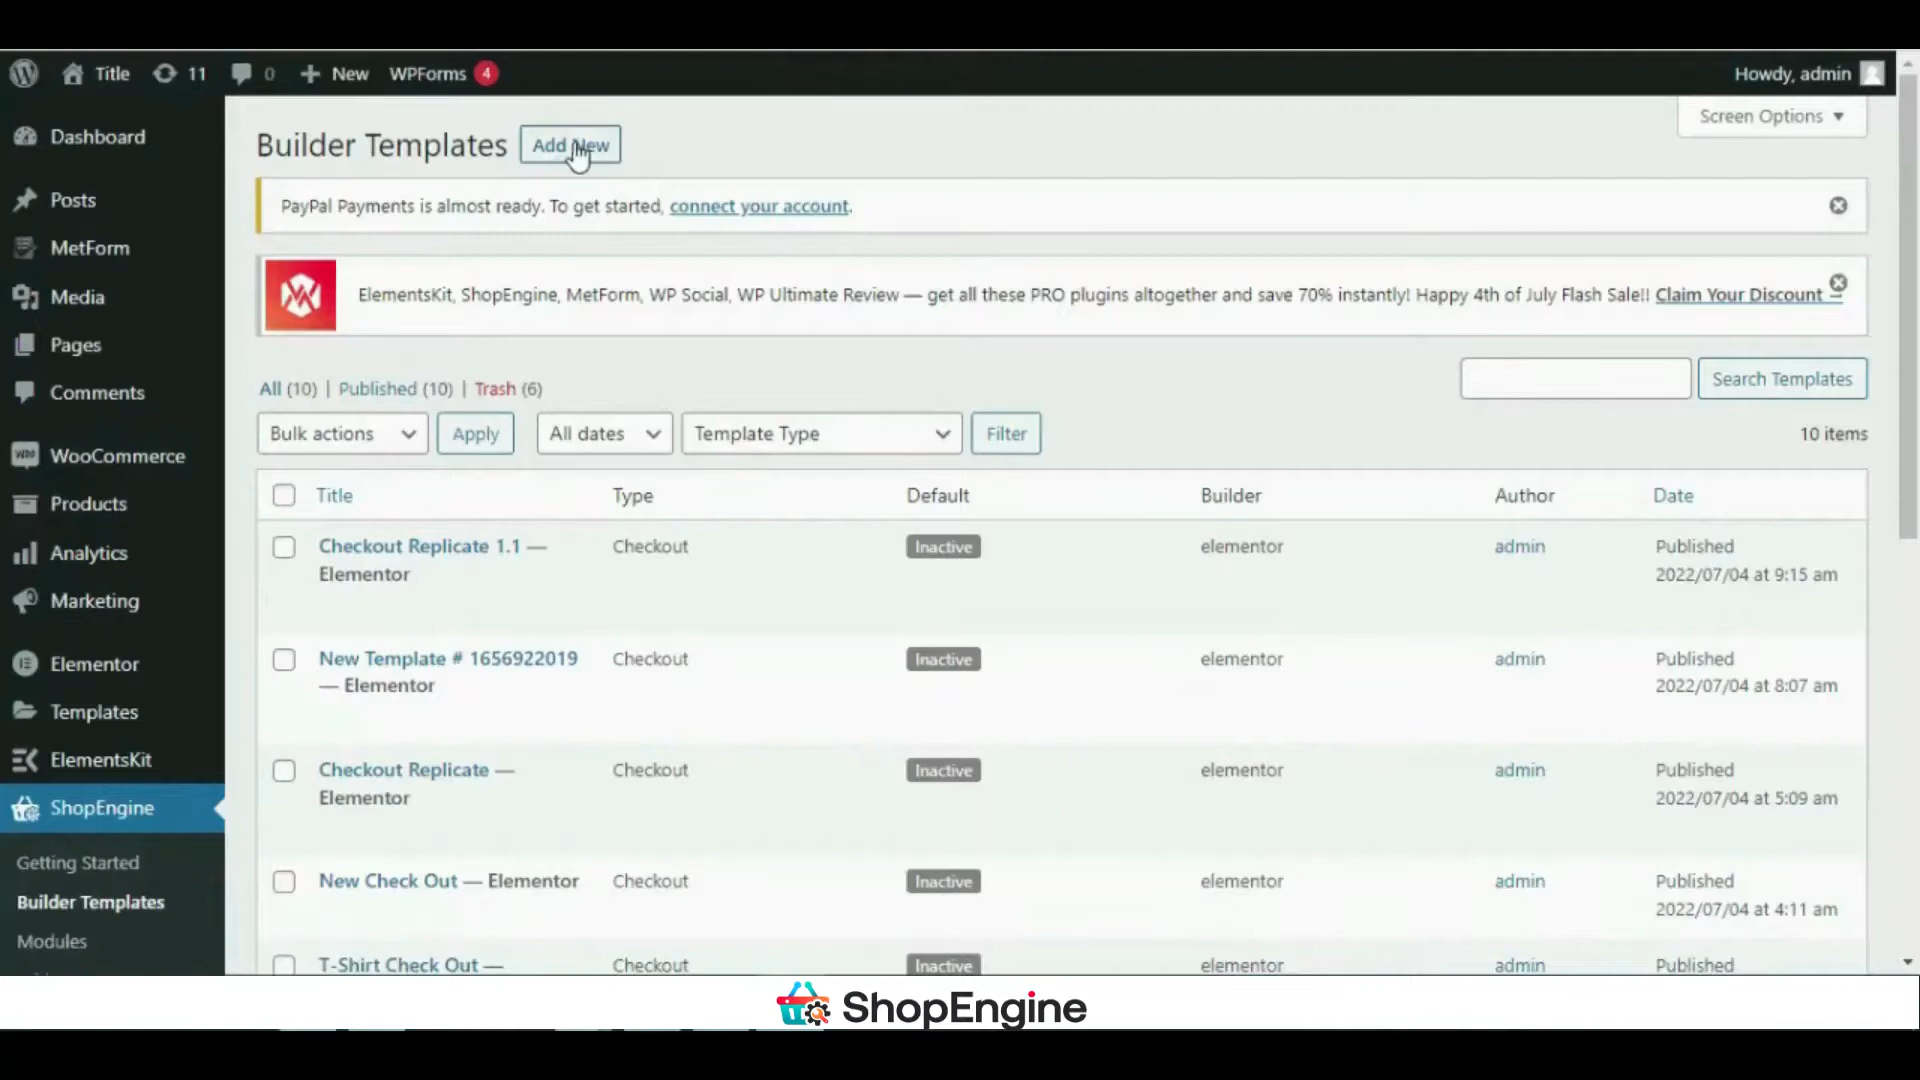 Title 11 0 New WPForms 4 Howdy, admin
Screen Options
Dashboard
Posts
MetForm
Media
Pages
Comments
WooCommerce
Products
Analytics
Marketing
Elementor
Templates
ElementsKit
ShopEngine
Getting Started
Builder Templates
Modules
Builder Templates Add New
PayPal Payments is almost ready. To get started, connect your account.
ElementsKit, ShopEngine, MetForm, WP Social, WP Ultimate Review — get all these PRO plugins altogether and save 70% instantly! Happy 4th of July Flash Sale!! Claim Your Discount
All (10) | Published (10) | Trash (6)
Search Templates
Bulk actions Apply All dates Template Type Filter 10 items
Title Type Default Builder Author Date
Checkout Replicate 1.1 — Checkout Inactive elementor admin Published
Elementor 2022/07/04 at 9:15 am
New Template # 1656922019 Checkout Inactive elementor admin Published
— Elementor 2022/07/04 at 8:07 am
Checkout Replicate — Checkout Inactive elementor admin Published
Elementor 2022/07/04 at 5:09 am
New Check Out — Elementor Checkout Inactive elementor admin Published
2022/07/04 at 4:11 am
T-Shirt Check Out — Checkout Inactive elementor admin Published
ShopEngine